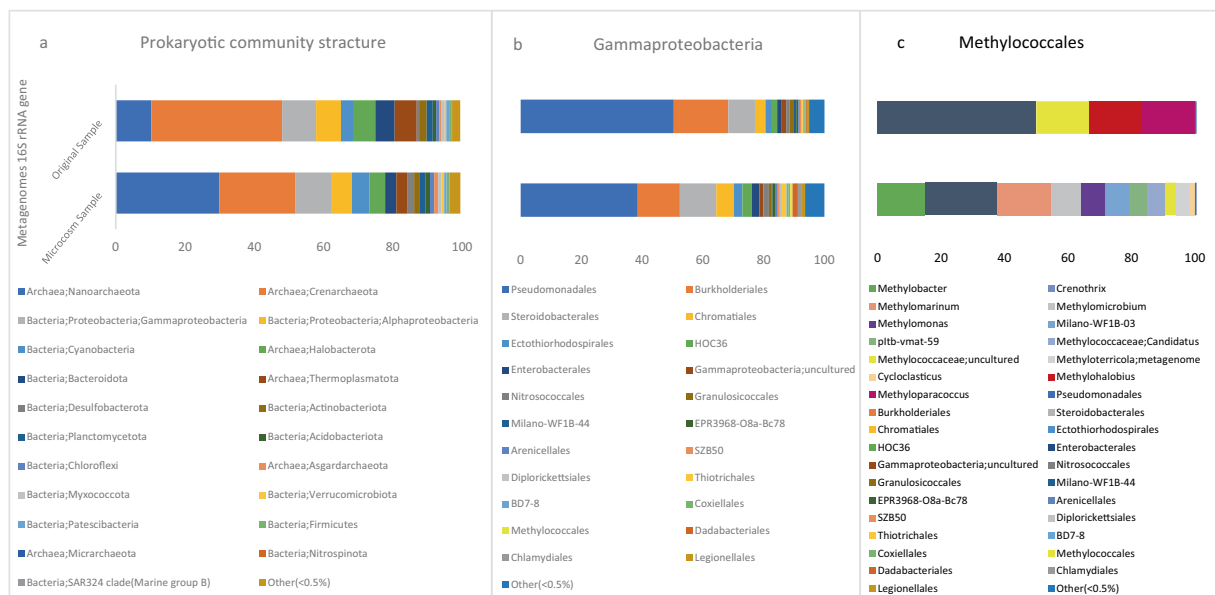 a Prokaryotic community stracture
Metagenomes 16S rRNA gene
Original Sample
Microcosm Sample
0 20 40 60 80 100
Archaea;Nanoarchaeota Archaea;Crenarchaeota
Bacteria;Proteobacteria;Gammaproteobacteria Bacteria;Proteobacteria;Alphaproteobacteria
Bacteria;Cyanobacteria Archaea;Halobacterota
Bacteria;Bacteroidota Archaea;Thermoplasmatota
Bacteria;Desulfobacterota Bacteria;Actinobacteriota
Bacteria;Planctomycetota Bacteria;Acidobacteriota
Bacteria;Chloroflexi Archaea;Asgardarchaeota
Bacteria;Myxococcota Bacteria;Verrucomicrobiota
Bacteria;Patescibacteria Bacteria;Firmicutes
Archaea;Micrarchaeota Bacteria;Nitrospinota
Bacteria;SAR324 clade(Marine group B) Other(<0.5%)
b Gammaproteobacteria
0 20 40 60 80 100
Pseudomonadales Burkholderiales
Steroidobacterales Chromatiales
Ectothiorhodospirales HOC36
Enterobacterales Gammaproteobacteria;uncultured
Nitrosococcales Granulosicoccales
Milano-WF1B-44 EPR3968-O8a-Bc78
Arenicellales SZB50
Diplorickettsiales Thiotrichales
BD7-8 Coxiellales
Methylococcales Dadabacteriales
Chlamydiales Legionellales
Other(<0.5%)
c Methylococcales
0 20 40 60 80 100
Methylobacter Crenothrix
Methylomarinum Methylomicrobium
Methylomonas Milano-WF1B-03
pltb-vmat-59 Methylococcaceae;Candidatus
Methylococcaceae;uncultured Methyloterricola;metagenome
Cycloclasticus Methylohalobius
Methyloparacoccus Pseudomonadales
Burkholderiales Steroidobacterales
Chromatiales Ectothiorhodospirales
HOC36 Enterobacterales
Gammaproteobacteria;uncultured Nitrosococcales
Granulosicoccales Milano-WF1B-44
EPR3968-O8a-Bc78 Arenicellales
SZB50 Diplorickettsiales
Thiotrichales BD7-8
Coxiellales Methylococcales
Dadabacteriales Chlamydiales
Legionellales Other(<0.5%)